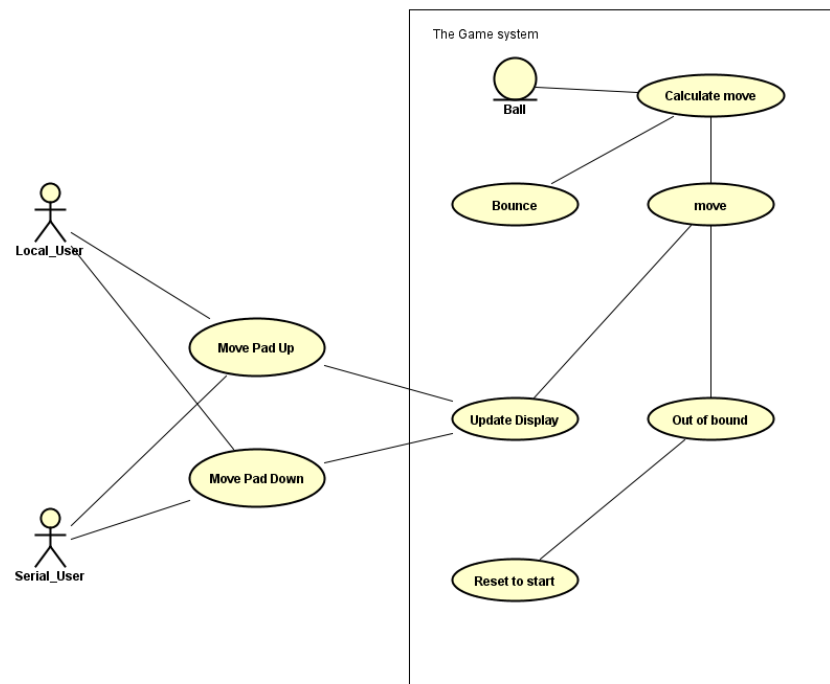 The Game system
Ball
Calculate move
Bounce
move
Local_User
Move Pad Up
Update Display
Out of bound
Move Pad Down
Serial_User
Reset to start